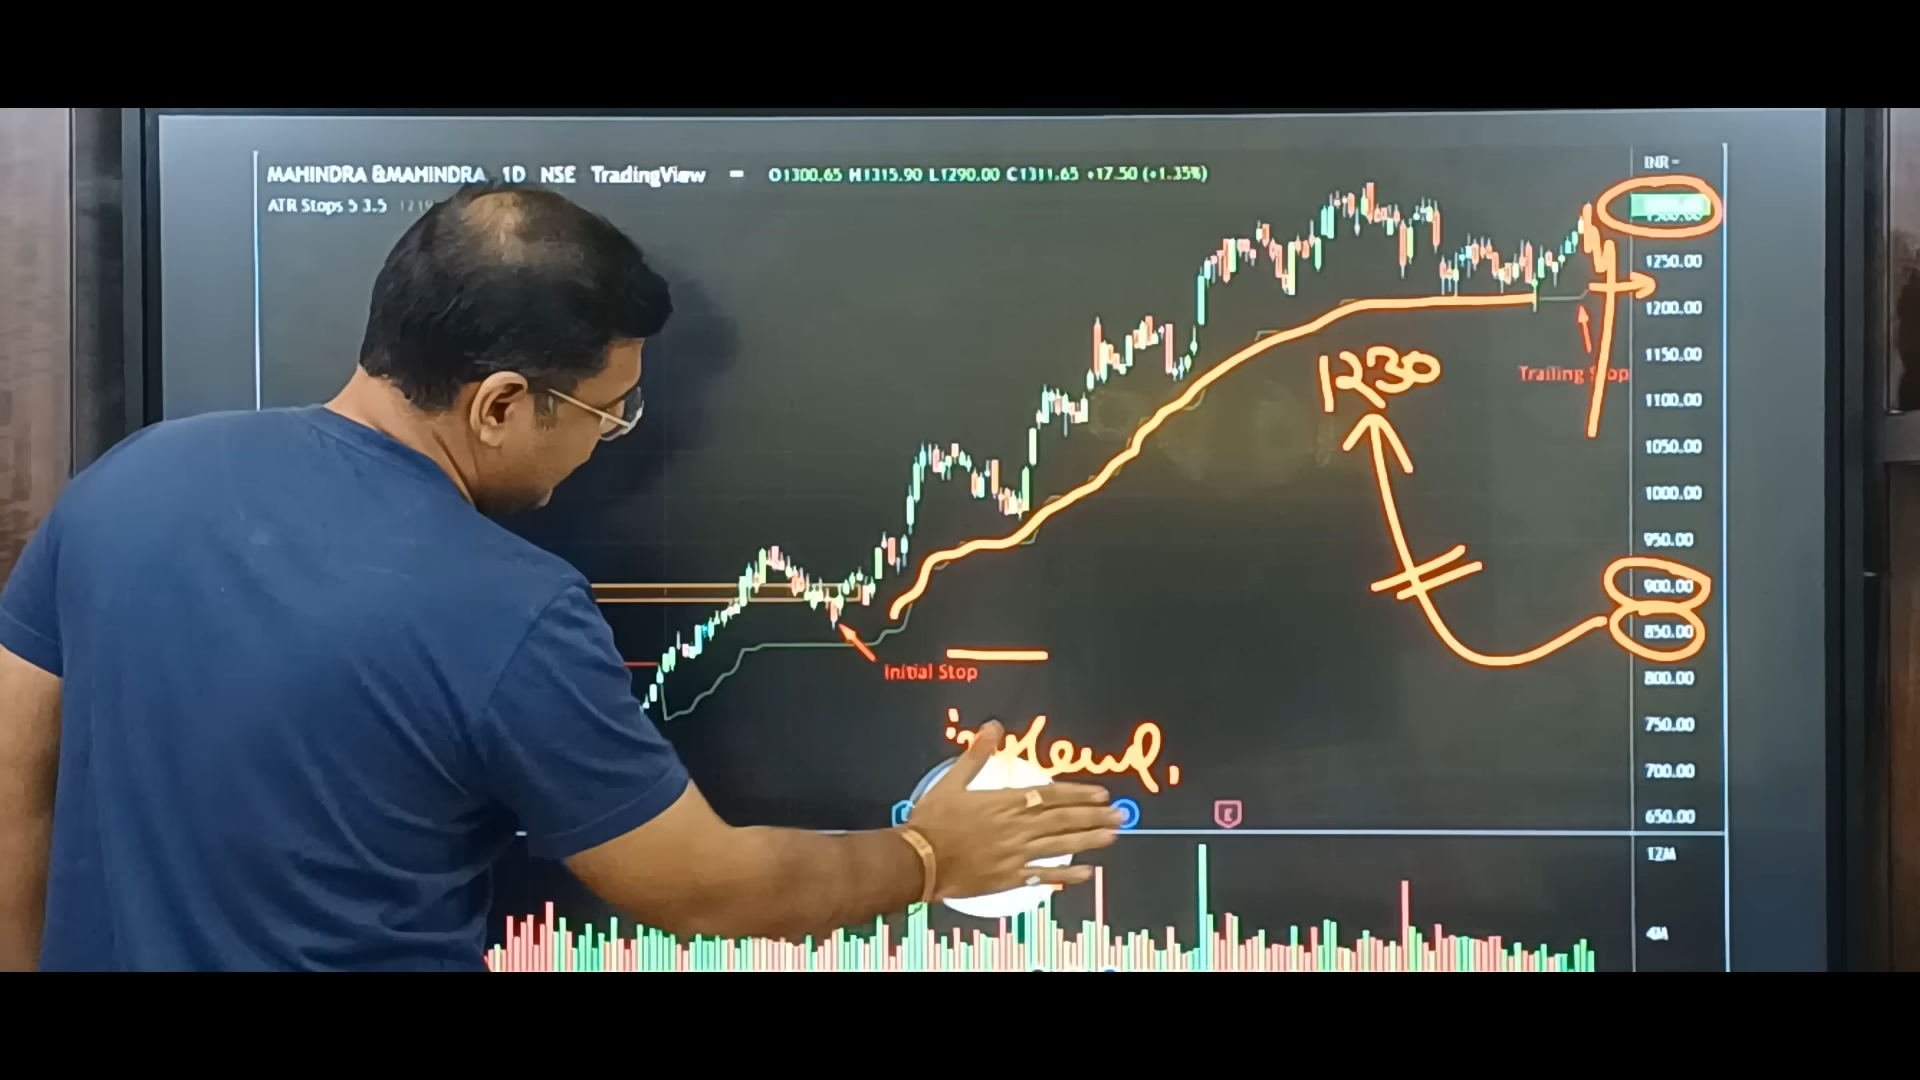 MAHINDRA &MAHINDRA 1D NSE TradingView - O1300.65 H1315.90 L1290.00 C1311.65 +17.50 (+1.35%)
INR
ATR Stops 5 3.5
1300.00
1250.00
1200.00
1230
1150.00
Trailing Stop
1100.00
1050.00
1000.00
950.00
900.00
850.00
Initial Stop
800.00
750.00
700.00
650.00
E
12M
4M